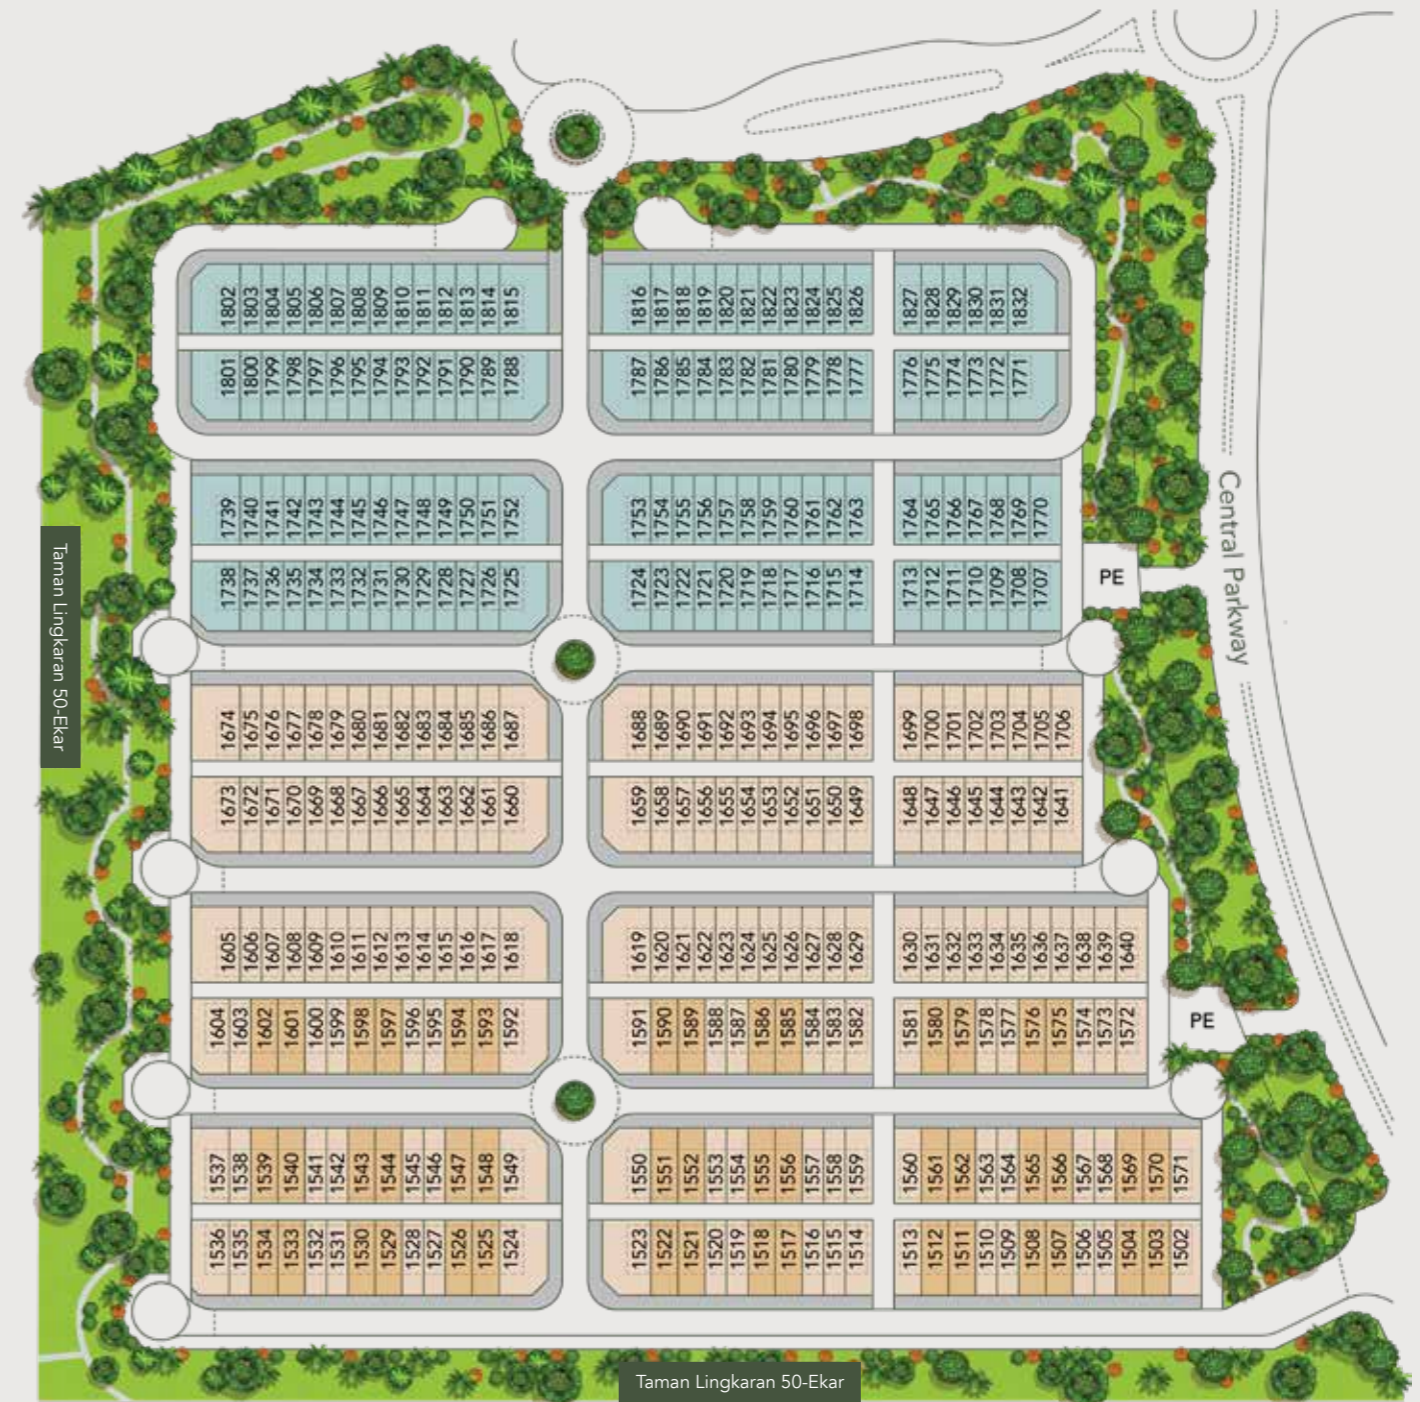 1802 1803 1804 1805 1806 1807 1808 1809 1810 1811 1812 1813 1814 1815 1816 1817 1818 1819 1820 1821 1822 1823 1824 1825 1826 1827 1828 1829 1830 1831 1832
1801 1800 1799 1798 1797 1796 1795 1794 1793 1792 1791 1790 1789 1788 1787 1786 1785 1784 1783 1782 1781 1780 1779 1778 1777 1776 1775 1774 1773 1772 1771
1739 1740 1741 1742 1743 1744 1745 1746 1747 1748 1749 1750 1751 1752 1753 1754 1755 1756 1757 1758 1759 1760 1761 1762 1763 1764 1765 1766 1767 1768 1769 1770
Central Parkway
Taman Lingkaran 50-Ekar
1738 1737 1736 1735 1734 1733 1732 1731 1730 1729 1728 1727 1726 1725 1724 1723 1722 1721 1720 1719 1718 1717 1716 1715 1714 1713 1712 1711 1710 1709 1708 1707
PE
1674 1675 1676 1677 1678 1679 1680 1681 1682 1683 1684 1685 1686 1687 1688 1689 1690 1691 1692 1693 1694 1695 1696 1697 1698 1699 1700 1701 1702 1703 1704 1705 1706
1673 1672 1671 1670 1669 1668 1667 1666 1665 1664 1663 1662 1661 1660 1659 1658 1657 1656 1655 1654 1653 1652 1651 1650 1649 1648 1647 1646 1645 1644 1643 1642 1641
1605 1606 1607 1608 1609 1610 1611 1612 1613 1614 1615 1616 1617 1618 1619 1620 1621 1622 1623 1624 1625 1626 1627 1628 1629 1630 1631 1632 1633 1634 1635 1636 1637 1638 1639 1640
1604 1603 1602 1601 1600 1599 1598 1597 1596 1595 1594 1593 1592 1591 1590 1589 1588 1587 1586 1585 1584 1583 1582 1581 1580 1579 1578 1577 1576 1575 1574 1573 1572
PE
1537 1538 1539 1540 1541 1542 1543 1544 1545 1546 1547 1548 1549 1550 1551 1552 1553 1554 1555 1556 1557 1558 1559 1560 1561 1562 1563 1564 1565 1566 1567 1568 1569 1570 1571
1536 1535 1534 1533 1532 1531 1530 1529 1528 1527 1526 1525 1524 1523 1522 1521 1520 1519 1518 1517 1516 1515 1514 1513 1512 1511 1510 1509 1508 1507 1506 1505 1504 1503 1502
Taman Lingkaran 50-Ekar